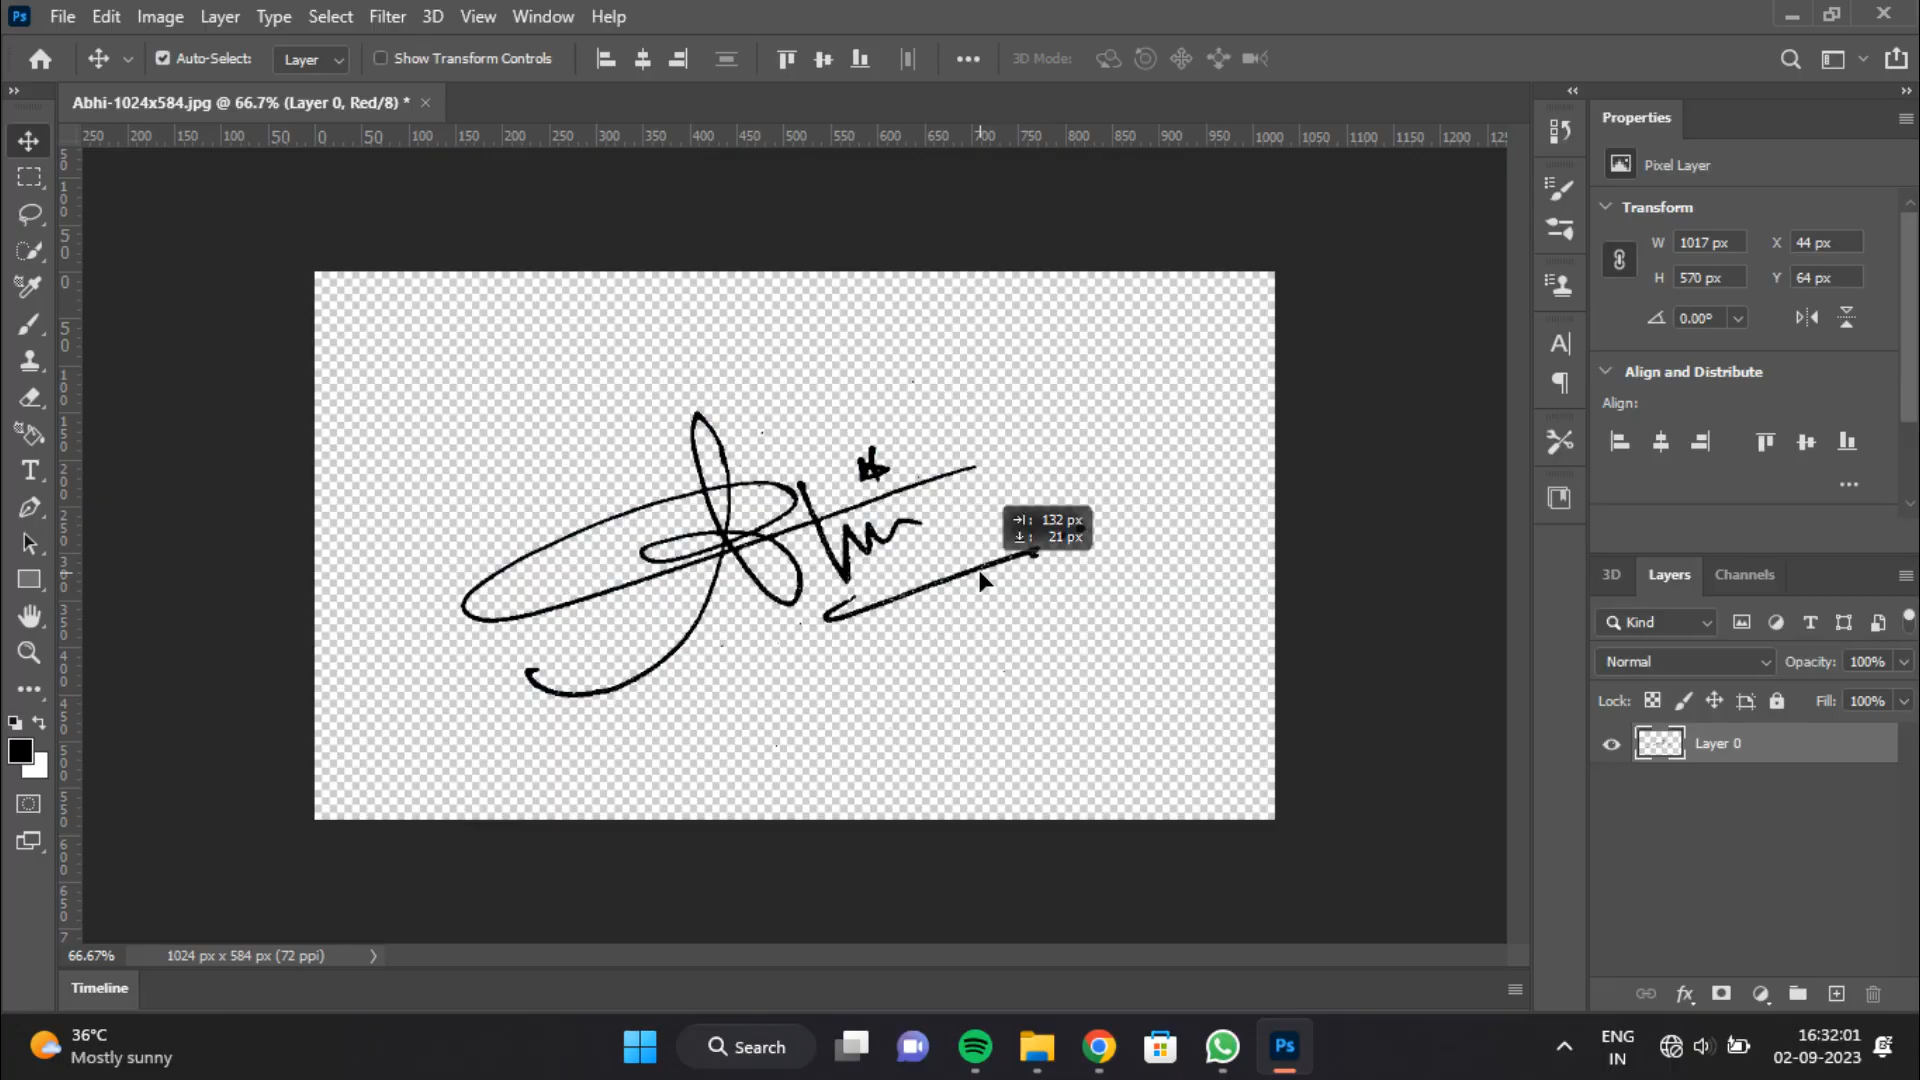 Ps File Edit Image Layer Type Select Filter 3D View Window Help
Auto-Select: Layer Show Transform Controls 3D Mode:
Abhi-1024x584.jpg @ 66.7% (Layer 0, Red/8) *
250 200 150 100 50 0 50 100 150 200 250 300 350 400 450 500 550 600 650 700 750 800 850 900 950 1000 1050 1100 1150 1200
Properties
Pixel Layer
Transform
W 1017 px X 44 px
H 570 px Y 64 px
0.00°
Align and Distribute
Align:
132 px
21 px
3D Layers Channels
Kind
Normal Opacity: 100%
Lock: Fill: 100%
Layer 0
66.67% 1024 px x 584 px (72 ppi)
Timeline
36°C
Mostly sunny
Search
Ps
ENG
IN
16:32:01
02-09-2023